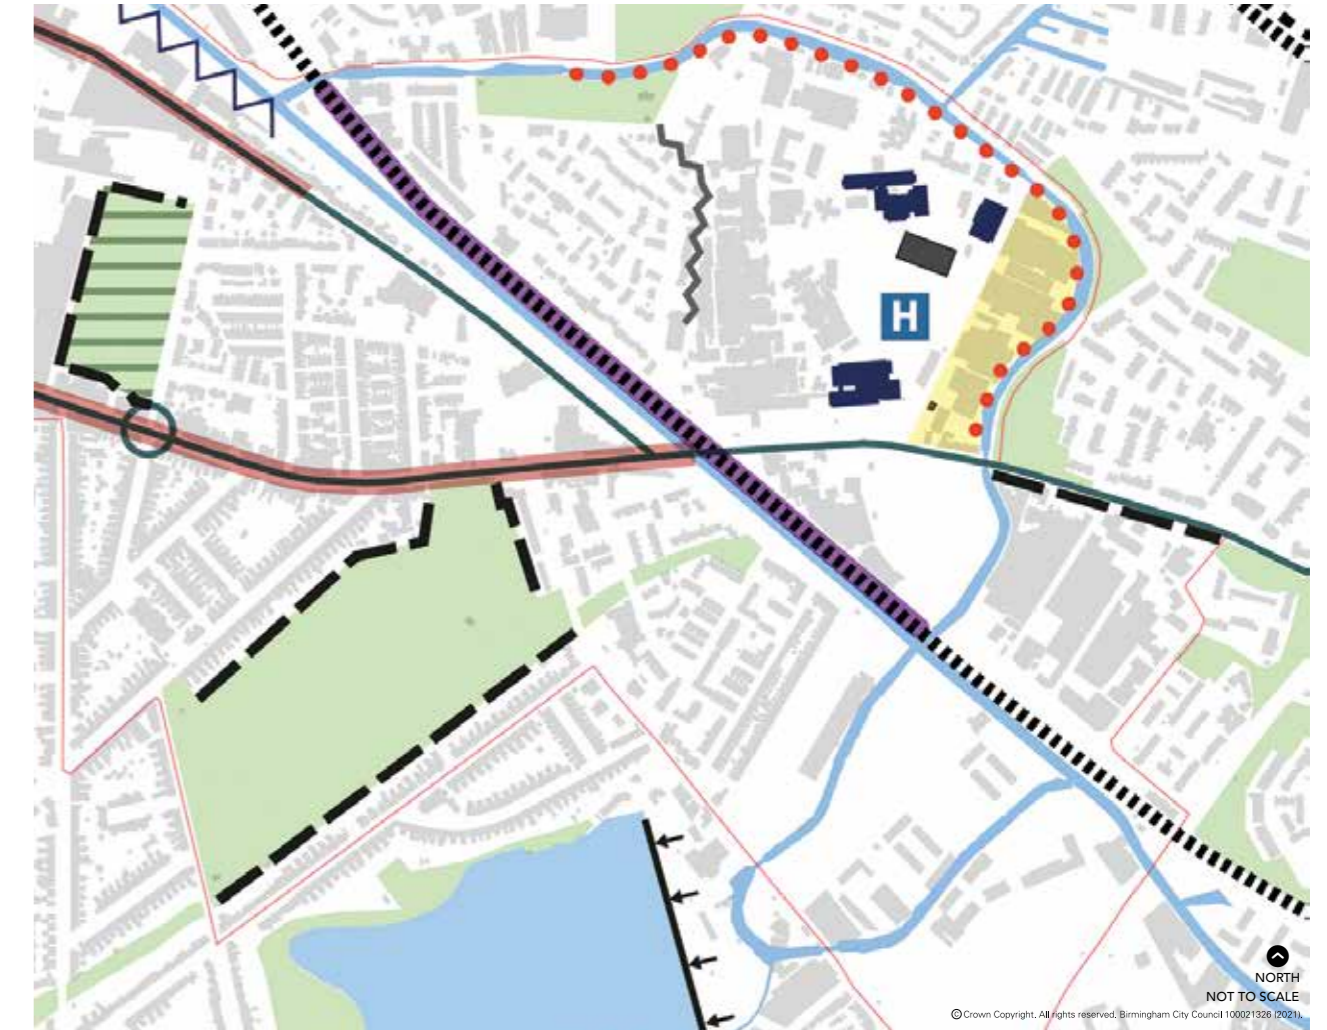 H
NORTH
NOT TO SCALE
© Crown Copyright. All rights reserved. Birmingham City Council 100021326 (2021).